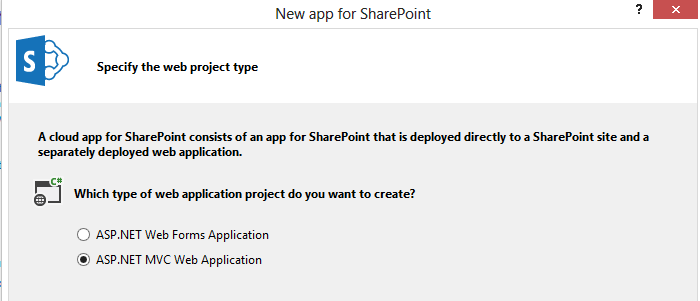 New app for SharePoint
?
×
S
Specify the web project type
A cloud app for SharePoint consists of an app for SharePoint that is deployed directly to a SharePoint site and a
separately deployed web application.
C#
Which type of web application project do you want to create?
ASP.NET Web Forms Application
ASP.NET MVC Web Application